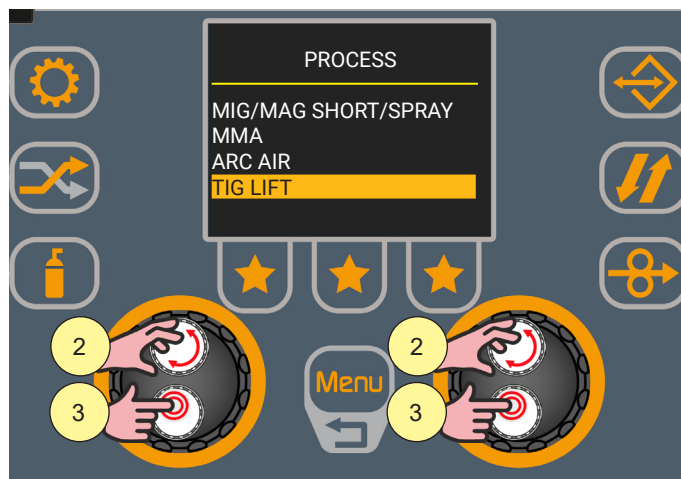 PROCESS
MIG/MAG SHORT/SPRAY
MMA
ARC AIR
TIG LIFT
2
2
3
Menu
3